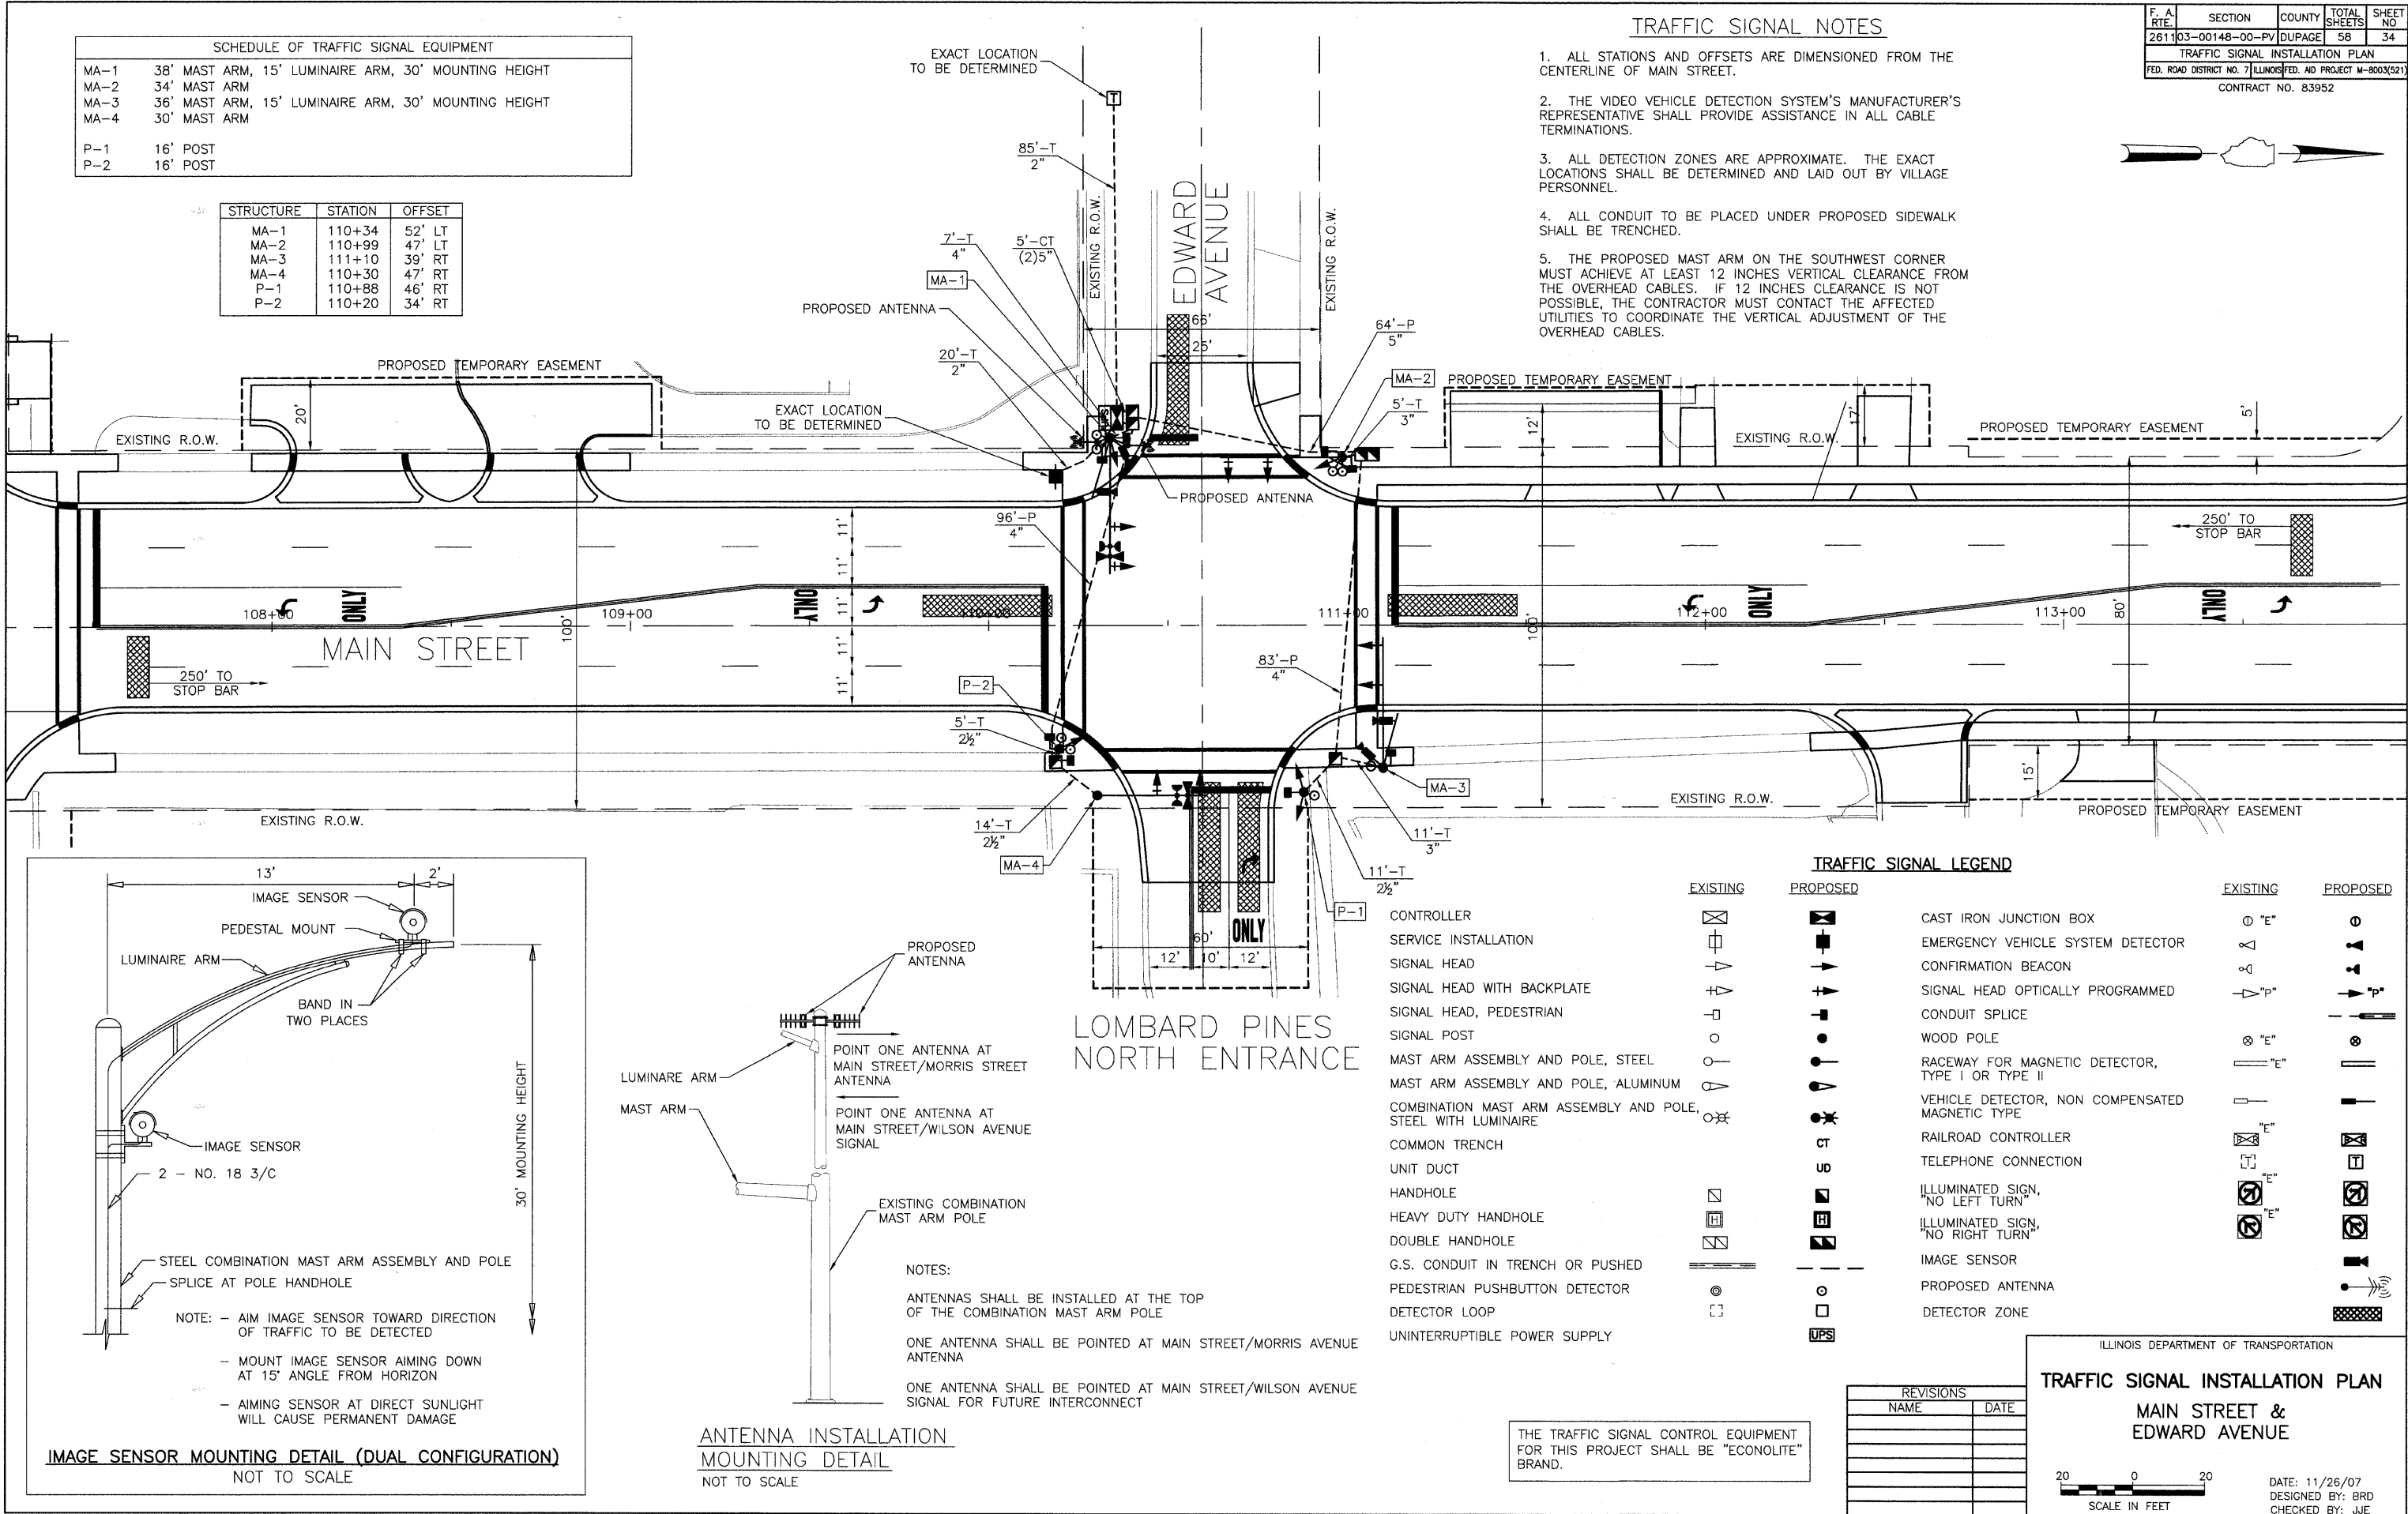 SCHEDULE OF TRAFFIC SIGNAL EQUIPMENT
MA-1 38' MAST ARM, 15' LUMINAIRE ARM, 30' MOUNTING HEIGHT
MA-2 34' MAST ARM
MA-3 36' MAST ARM, 15' LUMINAIRE ARM, 30' MOUNTING HEIGHT
MA-4 30' MAST ARM
P-1 16' POST
P-2 16' POST
STRUCTURE STATION OFFSET
MA-1 110+34 52' LT
MA-2 110+99 47' LT
MA-3 111+10 39' RT
MA-4 110+30 47' RT
P-1 110+88 46' RT
P-2 110+20 34' RT
TRAFFIC SIGNAL NOTES
1. ALL STATIONS AND OFFSETS ARE DIMENSIONED FROM THE
CENTERLINE OF MAIN STREET.
2. THE VIDEO VEHICLE DETECTION SYSTEM'S MANUFACTURER'S
REPRESENTATIVE SHALL PROVIDE ASSISTANCE IN ALL CABLE
TERMINATIONS.
3. ALL DETECTION ZONES ARE APPROXIMATE. THE EXACT
LOCATIONS SHALL BE DETERMINED AND LAID OUT BY VILLAGE
PERSONNEL.
4. ALL CONDUIT TO BE PLACED UNDER PROPOSED SIDEWALK
SHALL BE TRENCHED.
5. THE PROPOSED MAST ARM ON THE SOUTHWEST CORNER
MUST ACHIEVE AT LEAST 12 INCHES VERTICAL CLEARANCE FROM
THE OVERHEAD CABLES. IF 12 INCHES CLEARANCE IS NOT
POSSIBLE, THE CONTRACTOR MUST CONTACT THE AFFECTED
UTILITIES TO COORDINATE THE VERTICAL ADJUSTMENT OF THE
OVERHEAD CABLES.
F. A. RTE. SECTION COUNTY TOTAL SHEETS SHEET NO
2611 03-00148-00-PV DUPAGE 58 34
TRAFFIC SIGNAL INSTALLATION PLAN
FED. ROAD DISTRICT NO. 7 ILLINOIS FED. AID PROJECT M-8003(521)
CONTRACT NO. 83952
EXACT LOCATION
TO BE DETERMINED
T
85'-T
2"
EXISTING R.O.W.
EDWARD
AVENUE
EXISTING R.O.W.
7'-T
4"
5'-CT
(2)5"
MA-1
PROPOSED ANTENNA
66'
25'
64'-P
5"
20'-T
2"
MA-2
5'-T
3"
PROPOSED TEMPORARY EASEMENT
20'
EXISTING R.O.W.
EXACT LOCATION
TO BE DETERMINED
UPS
PROPOSED ANTENNA
PROPOSED TEMPORARY EASEMENT
12'
EXISTING R.O.W.
17'
5'
PROPOSED TEMPORARY EASEMENT
96'-P
4"
11'
11'
11'
11'
11'
100'
250' TO
STOP BAR
108+00
ONLY
109+00
ONLY
110+00
111+00
112+00
ONLY
113+00
ONLY
MAIN STREET
250' TO
STOP BAR
100'
80'
83'-P
4"
P-2
5'-T
2½"
MA-3
EXISTING R.O.W.
EXISTING R.O.W.
15'
PROPOSED TEMPORARY EASEMENT
14'-T
2½"
MA-4
11'-T
3"
11'-T
2½"
P-1
ONLY
60'
12' 10' 12'
LOMBARD PINES
NORTH ENTRANCE
13'
2'
IMAGE SENSOR
PEDESTAL MOUNT
LUMINAIRE ARM
BAND IN
TWO PLACES
IMAGE SENSOR
2 - NO. 18 3/C
30' MOUNTING HEIGHT
STEEL COMBINATION MAST ARM ASSEMBLY AND POLE
SPLICE AT POLE HANDHOLE
NOTE: - AIM IMAGE SENSOR TOWARD DIRECTION
OF TRAFFIC TO BE DETECTED
- MOUNT IMAGE SENSOR AIMING DOWN
AT 15° ANGLE FROM HORIZON
- AIMING SENSOR AT DIRECT SUNLIGHT
WILL CAUSE PERMANENT DAMAGE
IMAGE SENSOR MOUNTING DETAIL (DUAL CONFIGURATION)
NOT TO SCALE
PROPOSED
ANTENNA
POINT ONE ANTENNA AT
MAIN STREET/MORRIS STREET
ANTENNA
LUMINARE ARM
MAST ARM
POINT ONE ANTENNA AT
MAIN STREET/WILSON AVENUE
SIGNAL
EXISTING COMBINATION
MAST ARM POLE
NOTES:
ANTENNAS SHALL BE INSTALLED AT THE TOP
OF THE COMBINATION MAST ARM POLE
ONE ANTENNA SHALL BE POINTED AT MAIN STREET/MORRIS AVENUE
ANTENNA
ONE ANTENNA SHALL BE POINTED AT MAIN STREET/WILSON AVENUE
SIGNAL FOR FUTURE INTERCONNECT
ANTENNA INSTALLATION
MOUNTING DETAIL
NOT TO SCALE
TRAFFIC SIGNAL LEGEND
EXISTING PROPOSED
CONTROLLER
SERVICE INSTALLATION
SIGNAL HEAD
SIGNAL HEAD WITH BACKPLATE
SIGNAL HEAD, PEDESTRIAN
SIGNAL POST
MAST ARM ASSEMBLY AND POLE, STEEL
MAST ARM ASSEMBLY AND POLE, ALUMINUM
COMBINATION MAST ARM ASSEMBLY AND POLE,
STEEL WITH LUMINAIRE
COMMON TRENCH CT
UNIT DUCT UD
HANDHOLE
HEAVY DUTY HANDHOLE H H
DOUBLE HANDHOLE
G.S. CONDUIT IN TRENCH OR PUSHED
PEDESTRIAN PUSHBUTTON DETECTOR
DETECTOR LOOP
UNINTERRUPTIBLE POWER SUPPLY UPS
EXISTING PROPOSED
CAST IRON JUNCTION BOX "E"
EMERGENCY VEHICLE SYSTEM DETECTOR
CONFIRMATION BEACON
SIGNAL HEAD OPTICALLY PROGRAMMED "P" "P"
CONDUIT SPLICE
WOOD POLE "E"
RACEWAY FOR MAGNETIC DETECTOR, "E"
TYPE I OR TYPE II
VEHICLE DETECTOR, NON COMPENSATED
MAGNETIC TYPE
RAILROAD CONTROLLER "E"
TELEPHONE CONNECTION T T
ILLUMINATED SIGN, "E"
"NO LEFT TURN"
ILLUMINATED SIGN, "E"
"NO RIGHT TURN"
IMAGE SENSOR
PROPOSED ANTENNA
DETECTOR ZONE
THE TRAFFIC SIGNAL CONTROL EQUIPMENT
FOR THIS PROJECT SHALL BE "ECONOLITE"
BRAND.
REVISIONS
NAME DATE
ILLINOIS DEPARTMENT OF TRANSPORTATION
TRAFFIC SIGNAL INSTALLATION PLAN
MAIN STREET &
EDWARD AVENUE
20 0 20
SCALE IN FEET
DATE: 11/26/07
DESIGNED BY: BRD
CHECKED BY: JJE